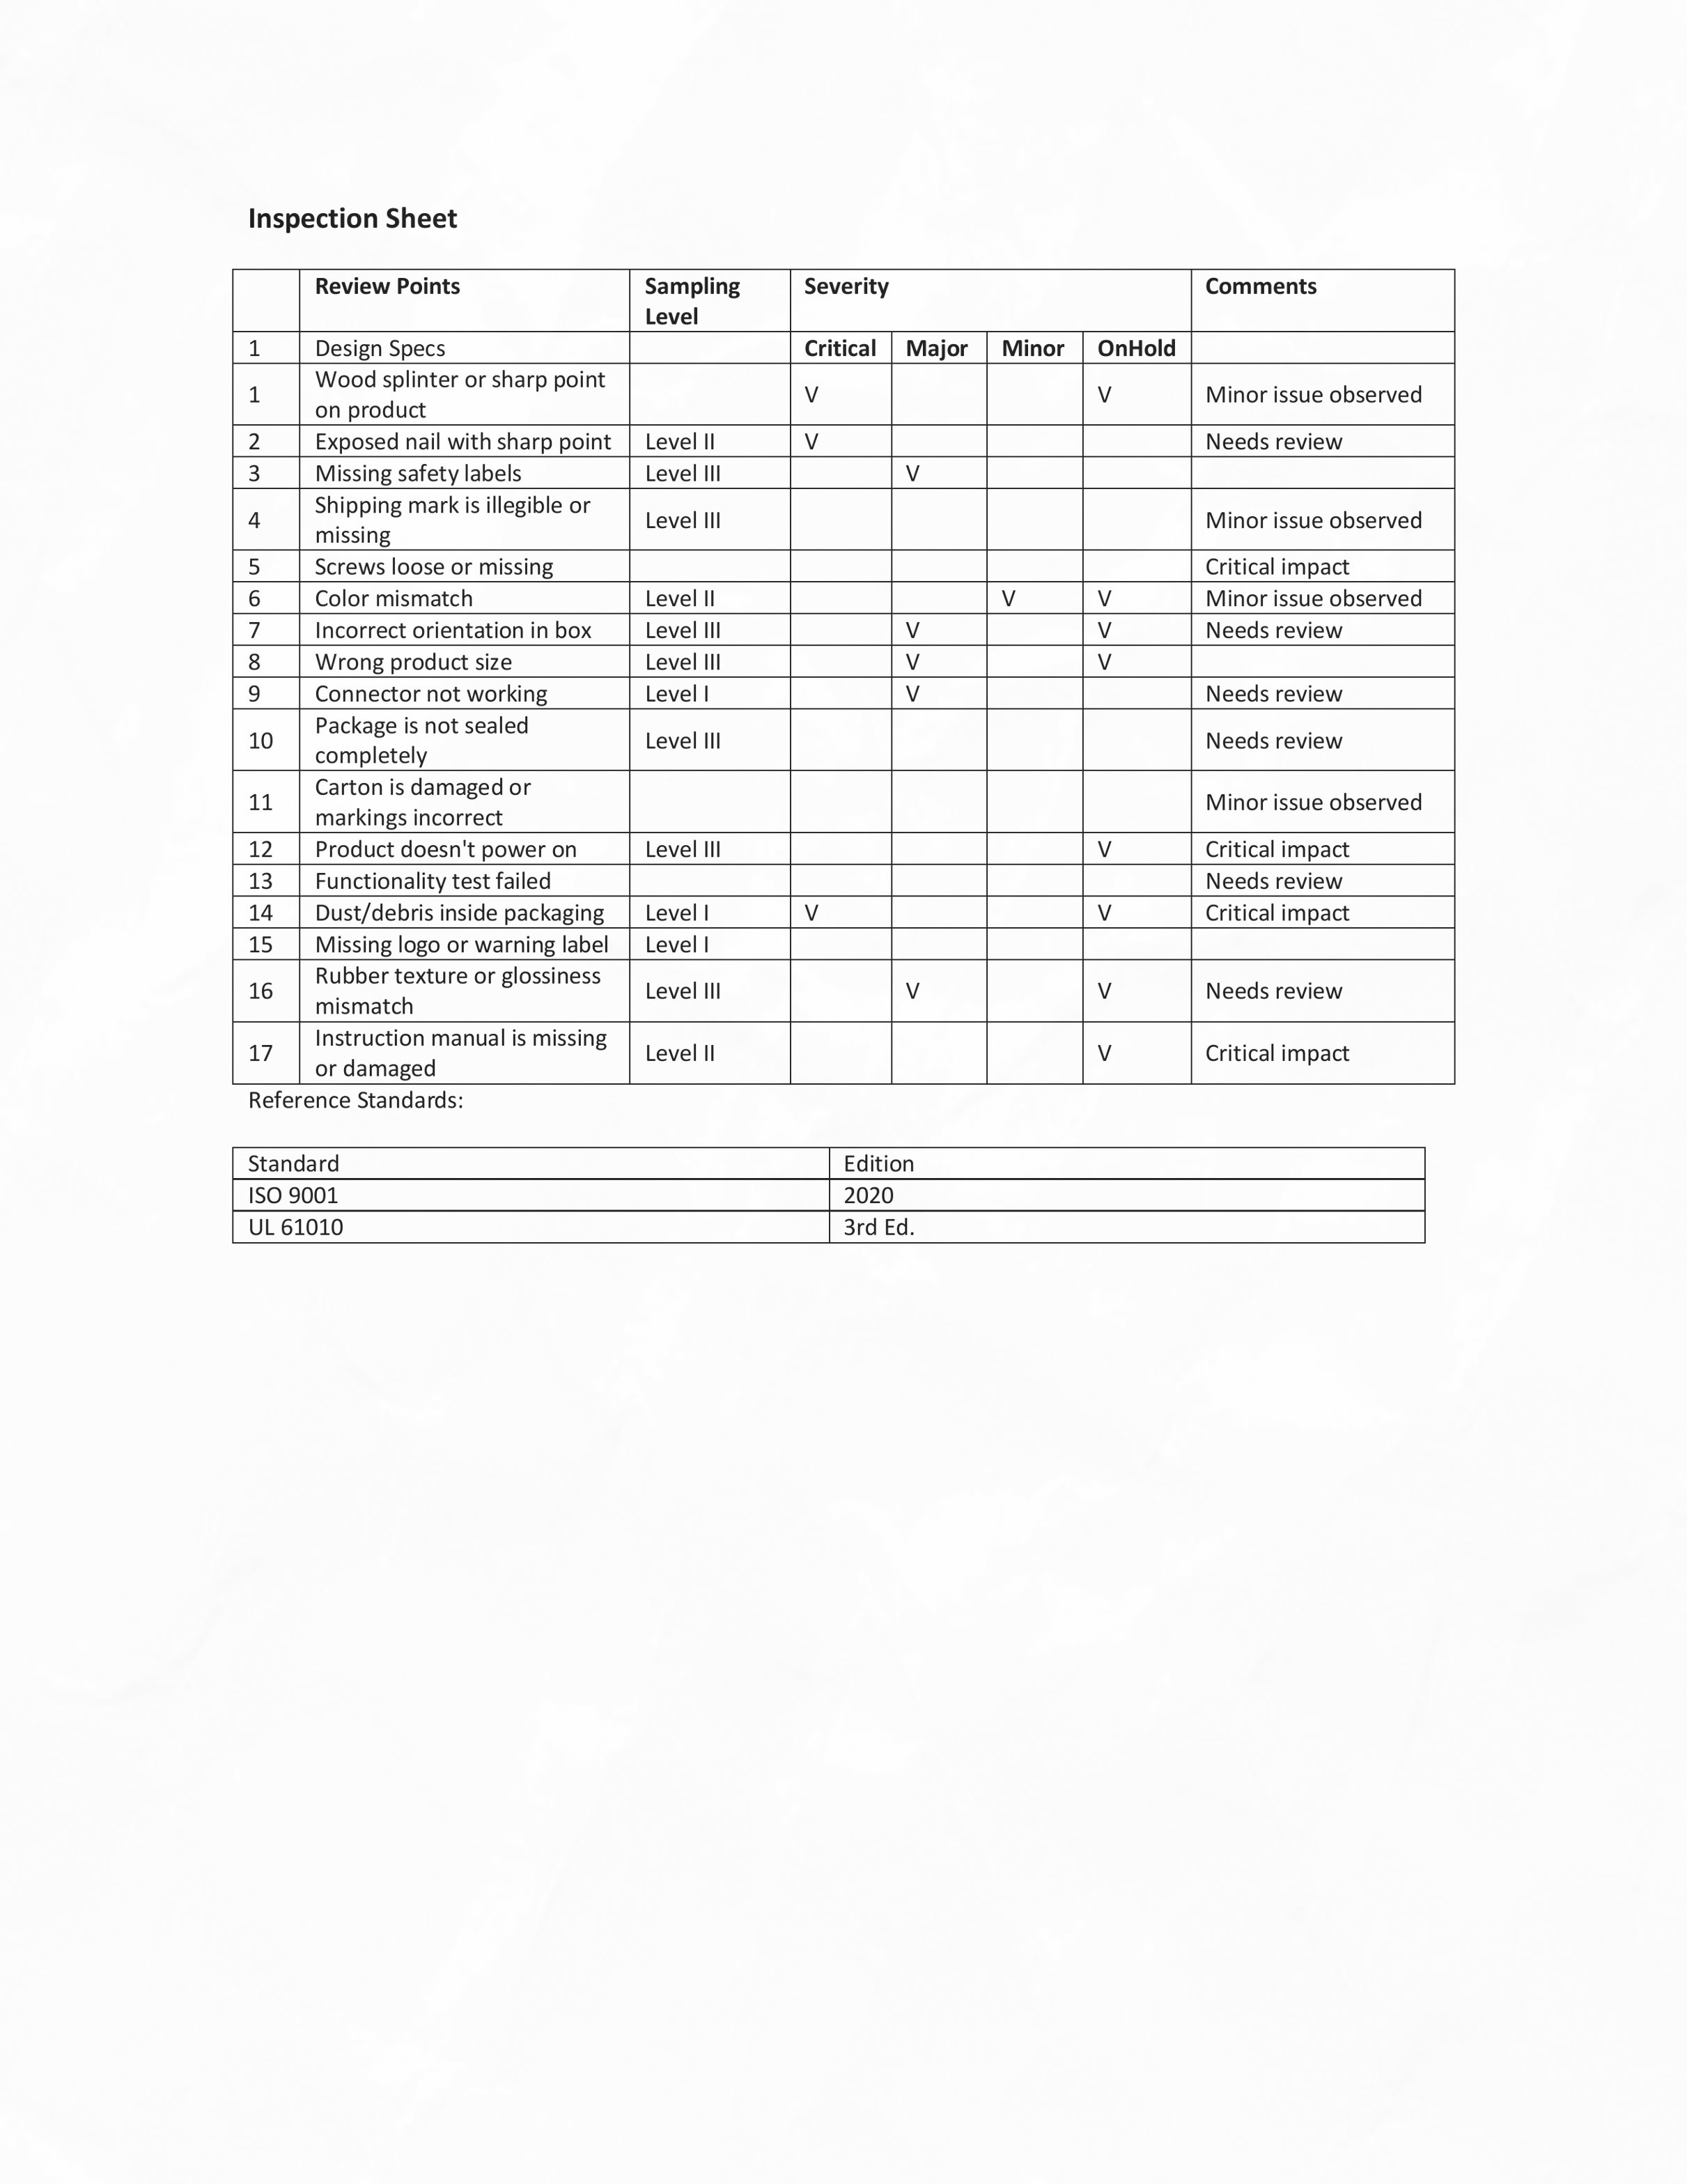 Inspection Sheet
Review Points Sampling Level Severity Comments
1 Design Specs Critical Major Minor OnHold
1 Wood splinter or sharp point on product V V Minor issue observed
2 Exposed nail with sharp point Level II V Needs review
3 Missing safety labels Level III V
4 Shipping mark is illegible or missing Level III Minor issue observed
5 Screws loose or missing Critical impact
6 Color mismatch Level II V V Minor issue observed
7 Incorrect orientation in box Level III V V Needs review
8 Wrong product size Level III V V
9 Connector not working Level I V Needs review
10 Package is not sealed completely Level III Needs review
11 Carton is damaged or markings incorrect Minor issue observed
12 Product doesn't power on Level III V Critical impact
13 Functionality test failed Needs review
14 Dust/debris inside packaging Level I V V Critical impact
15 Missing logo or warning label Level I
16 Rubber texture or glossiness mismatch Level III V V Needs review
17 Instruction manual is missing or damaged Level II V Critical impact
Reference Standards:
Standard Edition
ISO 9001 2020
UL 61010 3rd Ed.